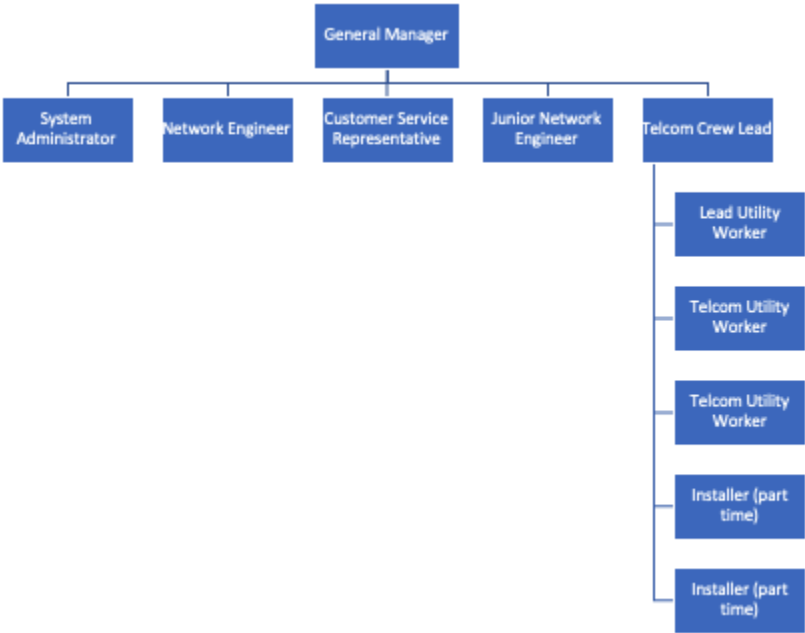 General Manager
System
Administrator
Network Engineer
Customer Service
Representative
Junior Network
Engineer
Telcom Crew Lead
Lead Utility
Worker
Telcom Utility
Worker
Telcom Utility
Worker
Installer (part
time)
Installer (part
time)